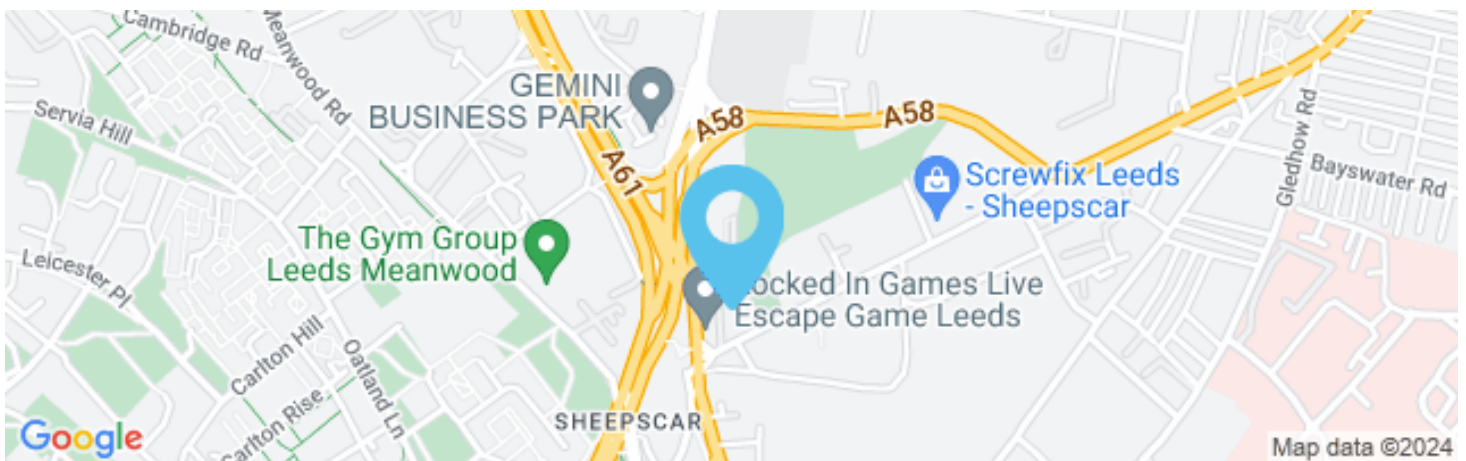 Cambridge Rd
Meanwood Rd
Servia Hill
GEMINI
BUSINESS PARK
A58
A58
A61
Gledhow Rd
Bayswater Rd
Screwfix Leeds
- Sheepscar
The Gym Group
Leeds Meanwood
Leicester Pl
ocked In Games Live
Escape Game Leeds
Carlton Hill
Oatland Ln
Carlton Rise
SHEEPSCAR
Google
Map data ©2024